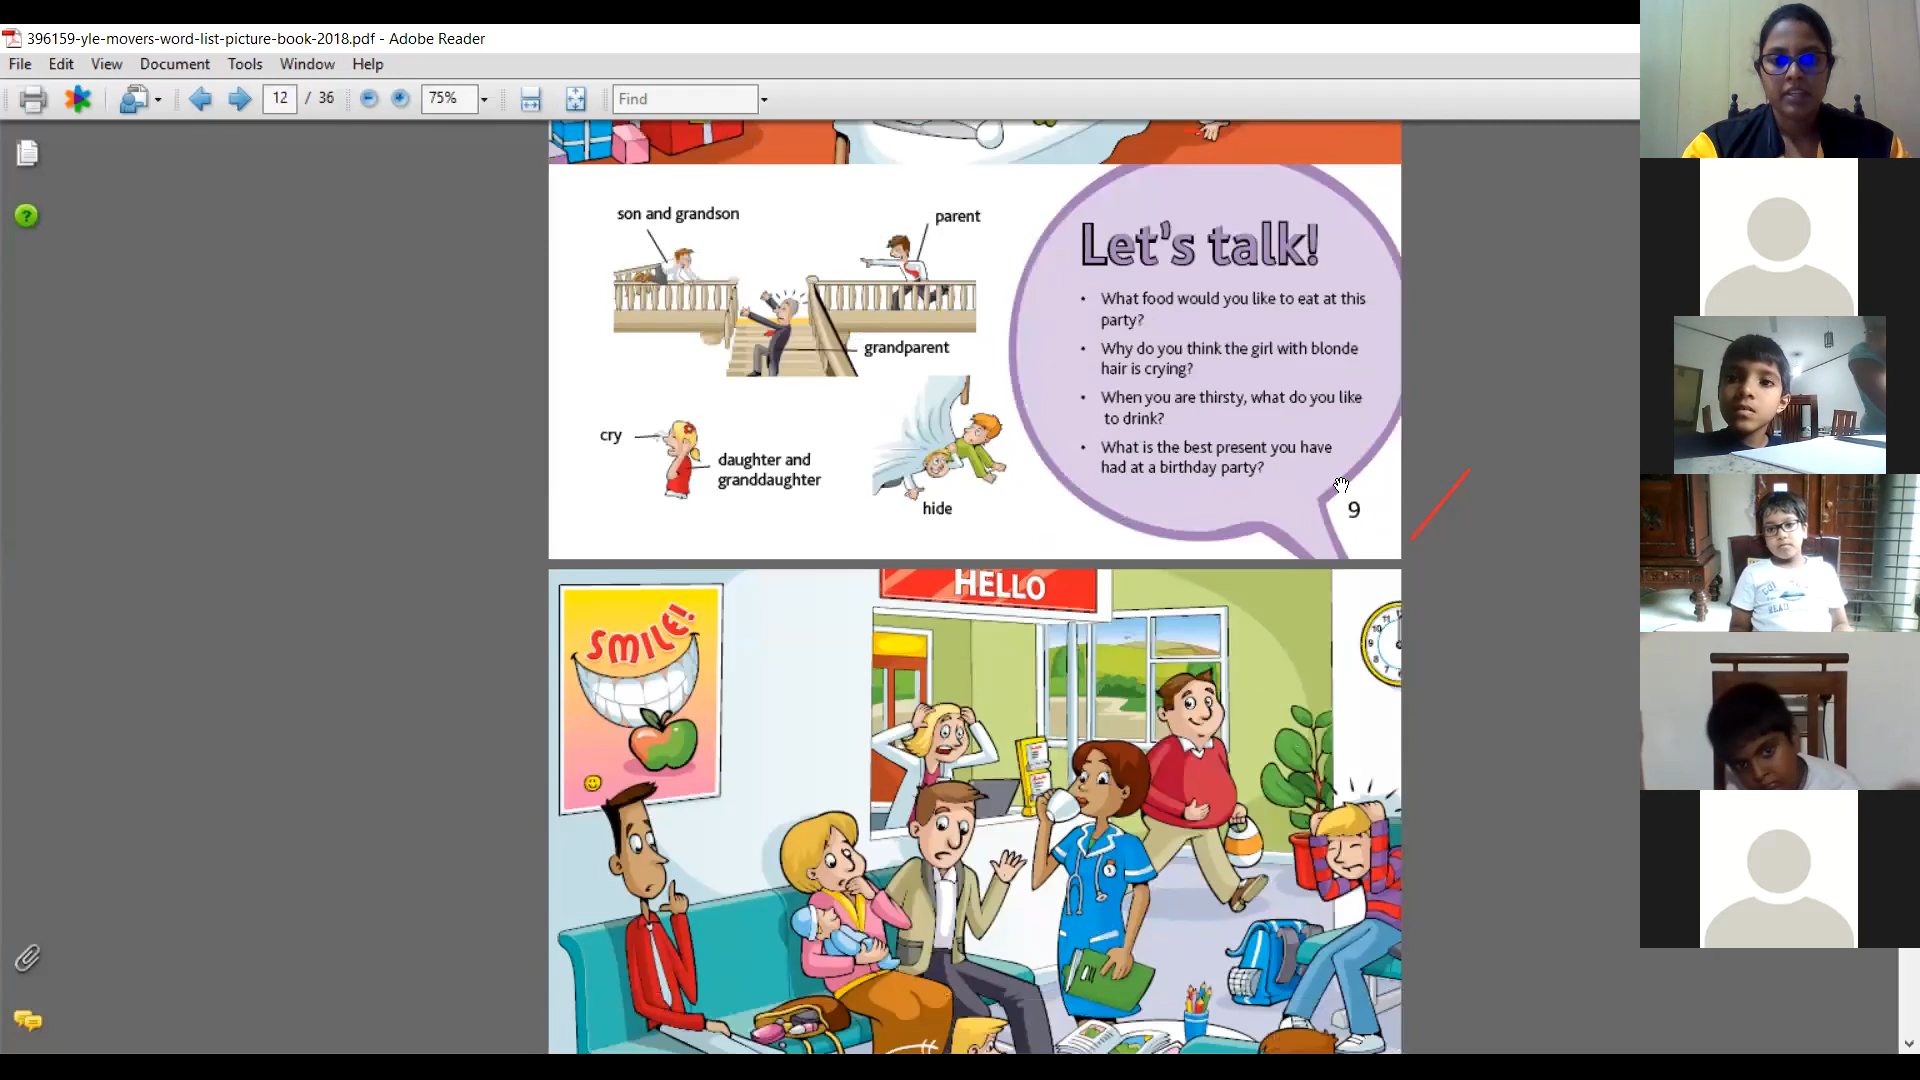 396159-yle-movers-word-list-picture-book-2018.pdf - Adobe Reader
File Edit View Document Tools Window Help
12 / 36 75% Find
son and grandson
parent
grandparent
cry
daughter and
granddaughter
hide
Let's talk!
• What food would you like to eat at this
party?
• Why do you think the girl with blonde
hair is crying?
• When you are thirsty, what do you like
to drink?
• What is the best present you have
had at a birthday party?
9
SMILE!
HELLO